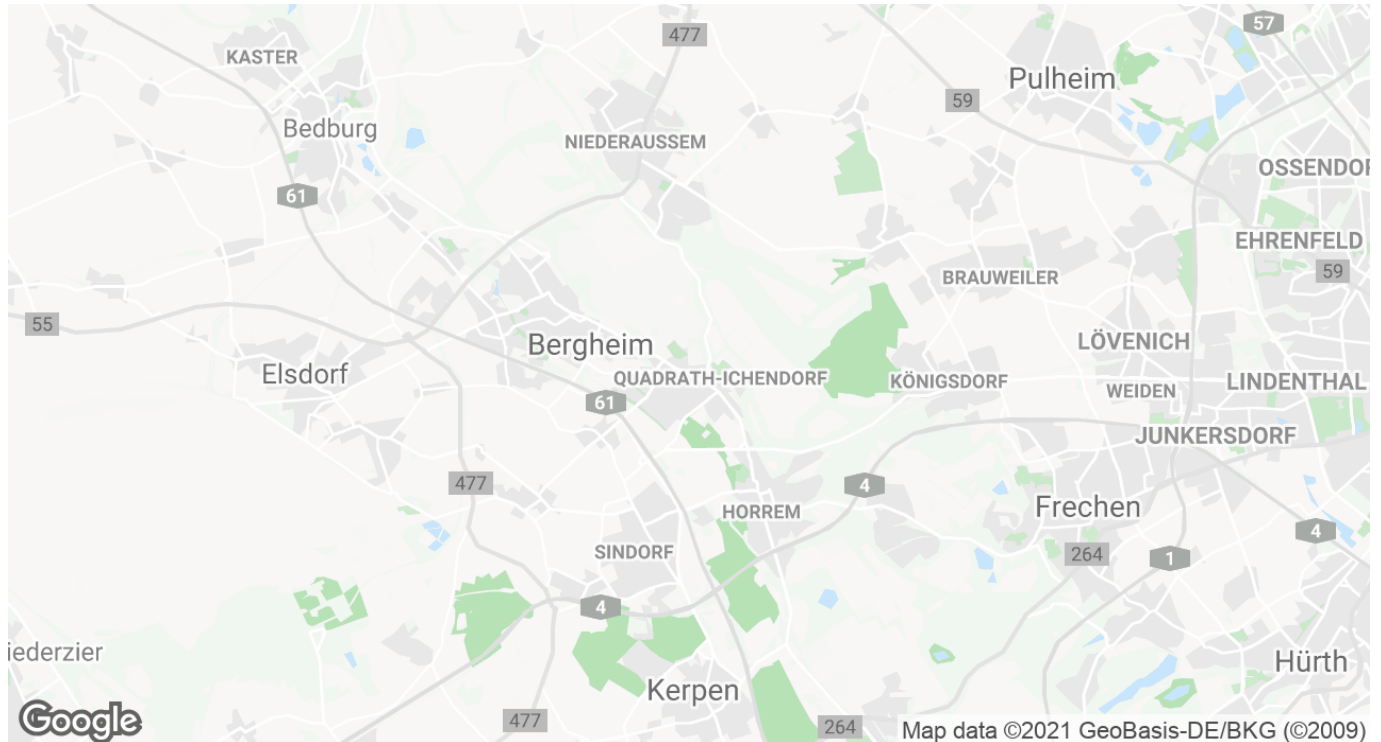 57
477
KASTER
Pulheim
59
Bedburg
NIEDERAUSSEM
OSSENDOR
61
EHRENFELD
59
BRAUWEILER
55
LÖVENICH
Bergheim
Elsdorf
QUADRATH-ICHENDORF
KÖNIGSDORF
LINDENTHAL
WEIDEN
61
JUNKERSDORF
477
4
HORREM
Frechen
4
SINDORF
264
1
4
iederzier
Hürth
Kerpen
Google
477
264
Map data ©2021 GeoBasis-DE/BKG (©2009)